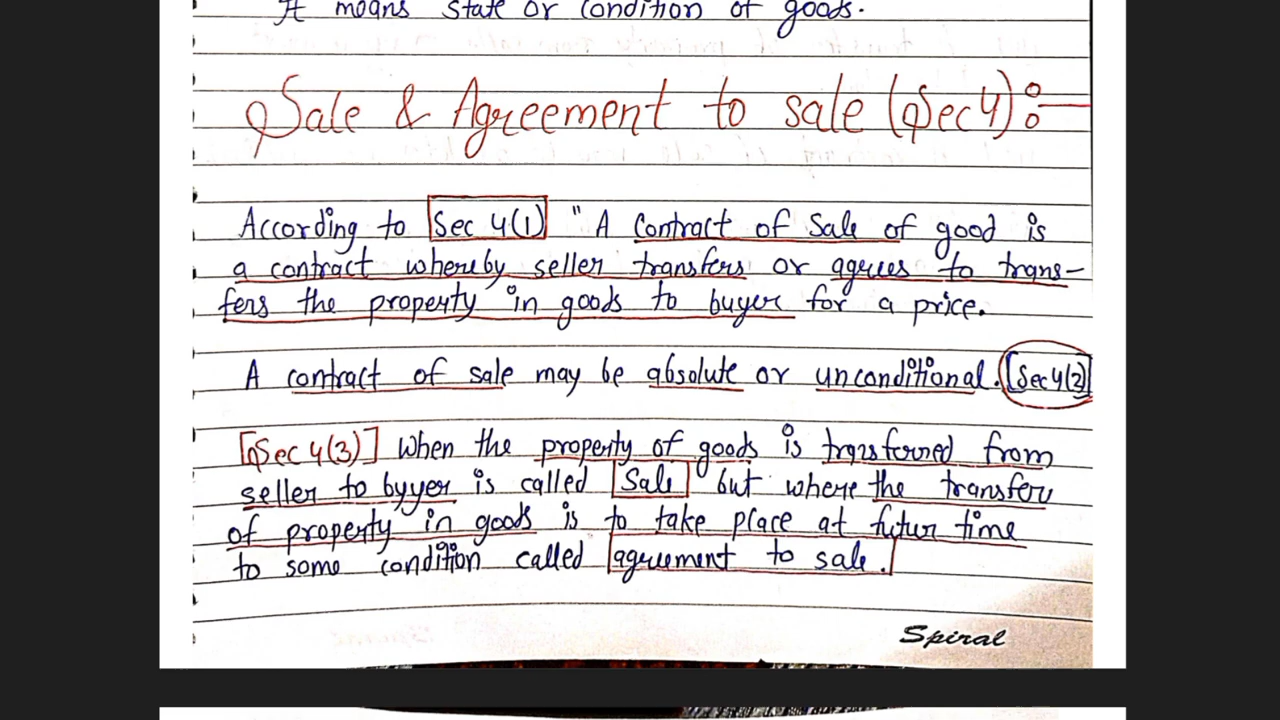 It means state or condition of goods.
Sale & Agreement to sale (Sec 4):-
According to Sec 4(1) " A contract of sale of good is
a contract whereby seller transfers or agrees to trans-
fers the property in goods to buyer for a price.
A contract of sale may be absolute or unconditional. [Sec 4(2)]
[Sec 4(3)] When the property of goods is transferred from
seller to byyer is called Sale but where the transfer
of property in goods is to take place at futur time
to some condition called agreement to sale.
Spiral